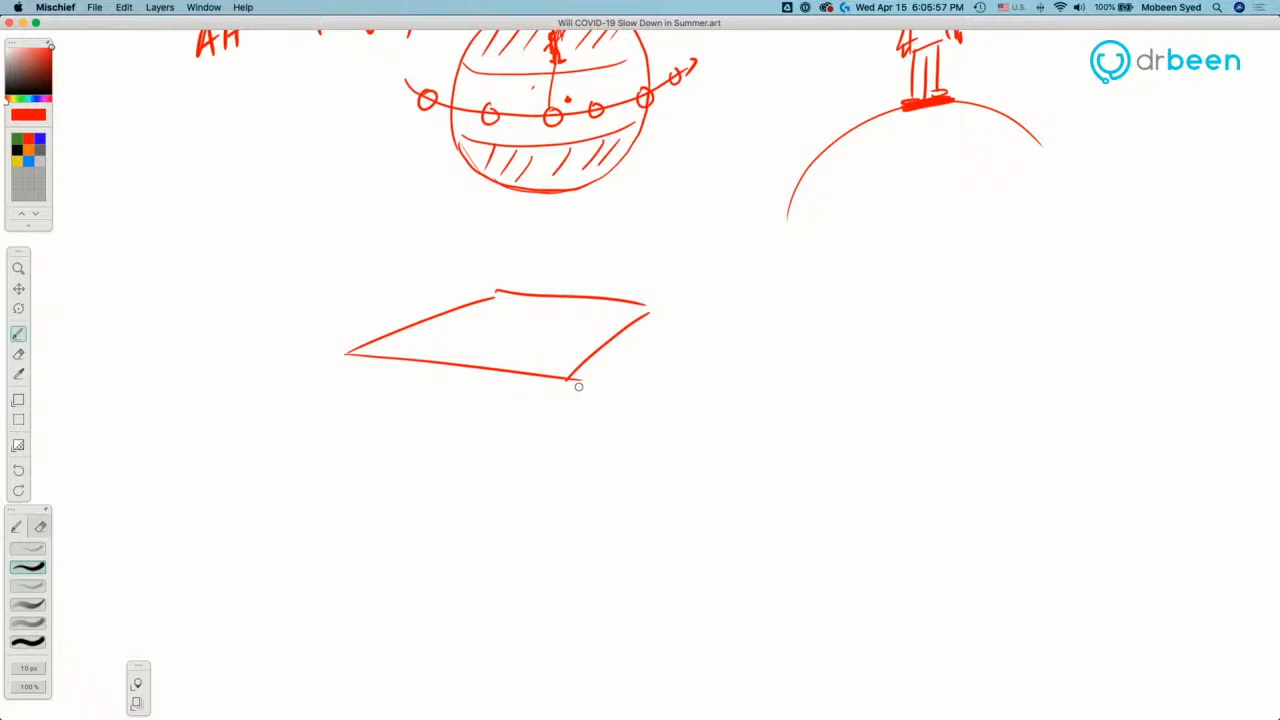 Mischief File Edit Layers Window Help
U.S. 100% Wed Apr 15 6:05:57 PM Mobeen Syed
Will COVID-19 Slow Down in Summer.art
drbeen
AH
10 px
100 %